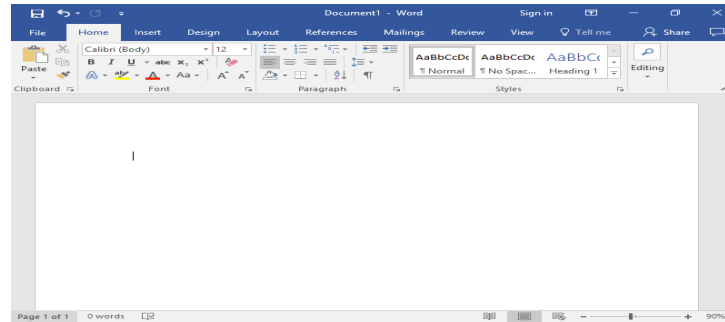 Document1 - Word Sign in
File Home Insert Design Layout References Mailings Review View Tell me Share
Calibri (Body) 12
Paste B I U abc X, X² AaBbCcDc AaBbCcDc AaBbCc Editing
A aby A Aa A A ¶ Normal ¶ No Spac... Heading 1
Clipboard Font Paragraph Styles
Page 1 of 1 0 words 90%